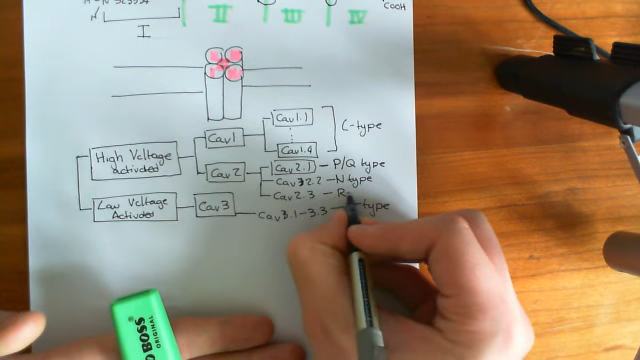 COOH
I II III IV
Cav1.1
Cav1 L-type
High Voltage Cav1.4
Activated
Cav2 Cav2.1 - P/Q type
Cav2.2 - N type
Low Voltage Cav2.3 - R
Activated Cav3 Cav3.1-3.3 type
BOSS
ORIGINAL